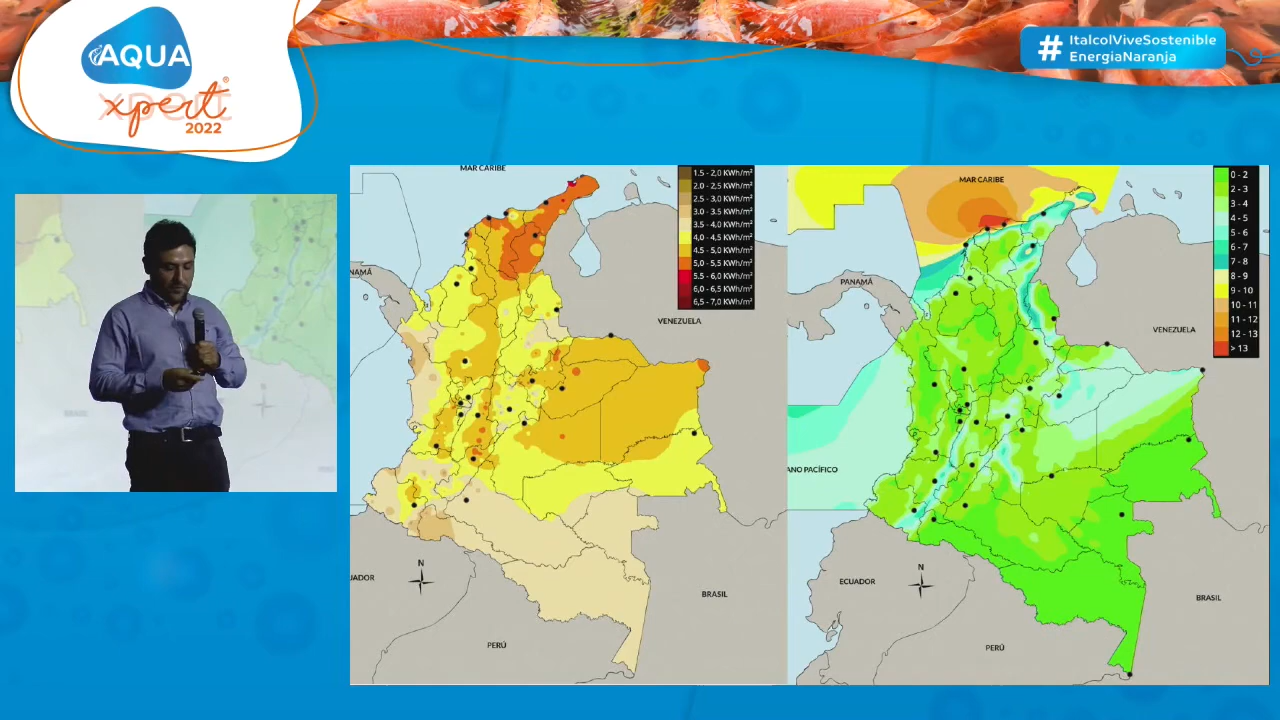 AQUA
xpert®
2022
# ItalcolViveSostenible
EnergiaNaranja
MAR CARIBE
1.5 - 2,0 KWh/m²
2.0 - 2,5 KWh/m²
2.5 - 3,0 KWh/m²
3.0 - 3.5 KWh/m²
3.5 - 4,0 KWh/m²
4,0 - 4,5 KWh/m²
4.5 - 5,0 KWh/m²
5,0 - 5,5 KWh/m²
5.5 - 6,0 KWh/m²
6,0 - 6,5 KWh/m²
6,5 - 7,0 KWh/m²
NAMÁ
VENEZUELA
N
UADOR
BRASIL
PERÚ
MAR CARIBE
0 - 2
2 - 3
3 - 4
4 - 5
5 - 6
6 - 7
7 - 8
8 - 9
9 - 10
10 - 11
11 - 12
12 - 13
> 13
PANAMÁ
VENEZUELA
ANO PACÍFICO
N
ECUADOR
BRASIL
PERÚ